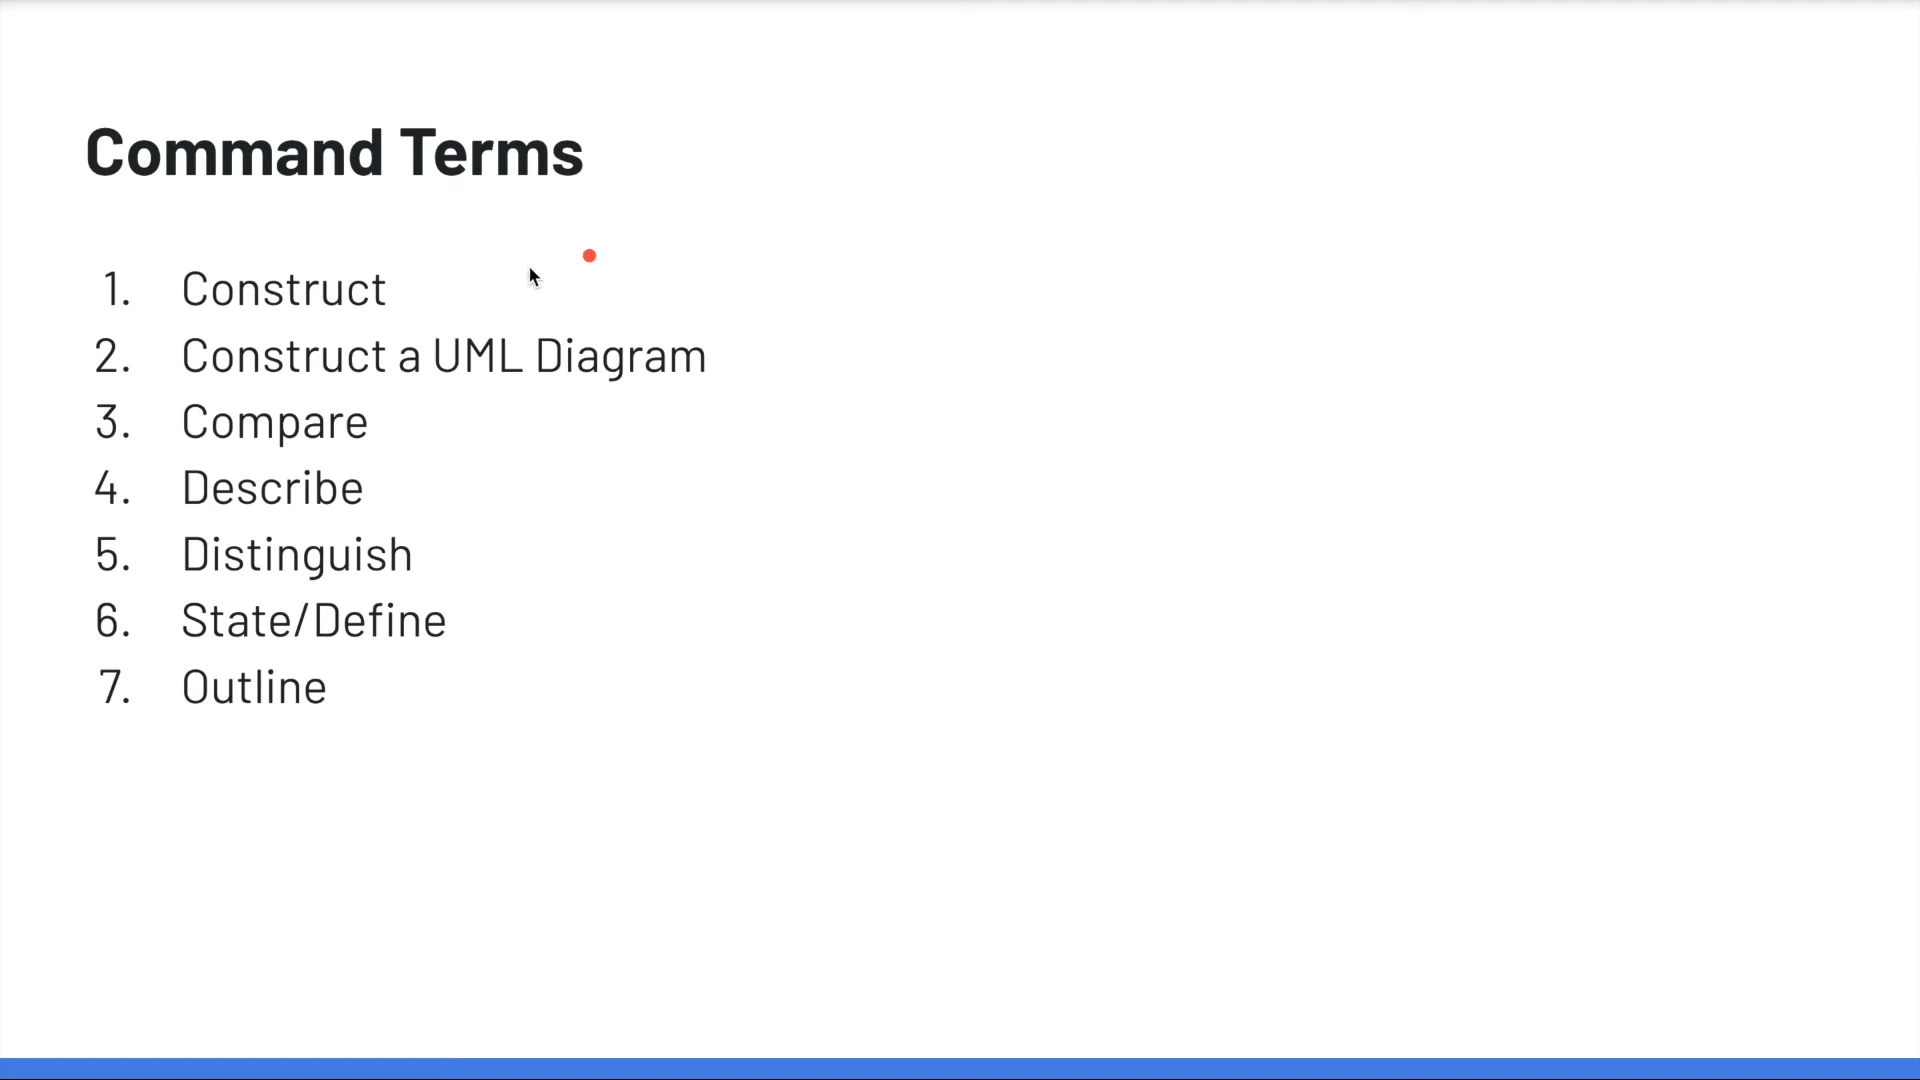 Command Terms
1. Construct
2. Construct a UML Diagram
3. Compare
4. Describe
5. Distinguish
6. State/Define
7. Outline